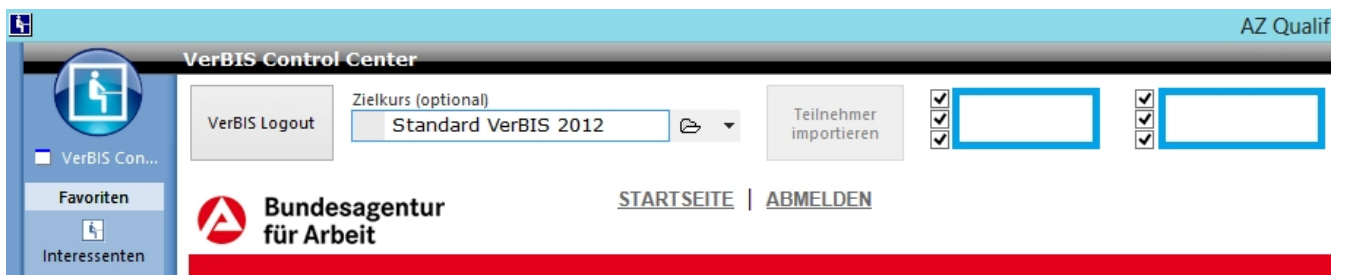 AZ Qualif
VerBIS Control Center
Zielkurs (optional)
VerBIS Logout
Standard VerBIS 2012
Teilnehmer
importieren
VerBIS Con...
Favoriten
Interessenten
STARTSEITE | ABMELDEN
Bundesagentur
für Arbeit